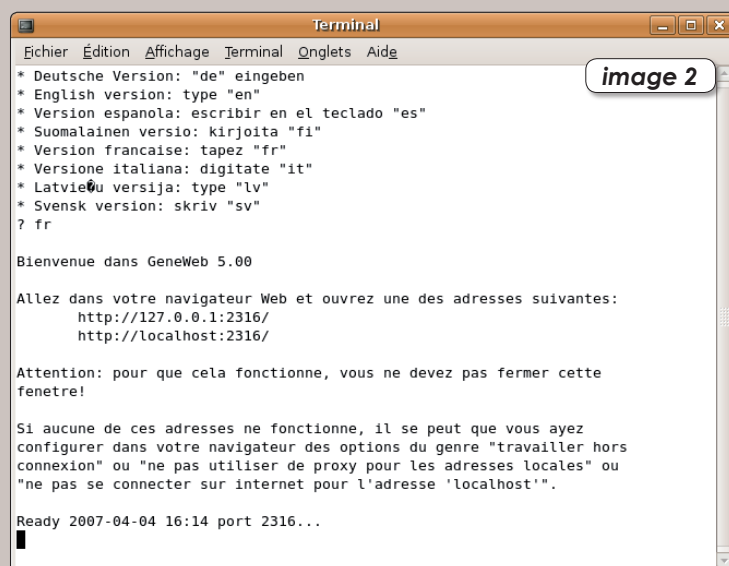 Terminal
Fichier Édition Affichage Terminal Onglets Aide
image 2
* Deutsche Version: "de" eingeben
* English version: type "en"
* Version espanola: escribir en el teclado "es"
* Suomalainen versio: kirjoita "fi"
* Version francaise: tapez "fr"
* Versione italiana: digitate "it"
* Latvie�u versija: type "lv"
* Svensk version: skriv "sv"
? fr
Bienvenue dans GeneWeb 5.00
Allez dans votre navigateur Web et ouvrez une des adresses suivantes:
http://127.0.0.1:2316/
http://localhost:2316/
Attention: pour que cela fonctionne, vous ne devez pas fermer cette
fenetre!
Si aucune de ces adresses ne fonctionne, il se peut que vous ayez
configurer dans votre navigateur des options du genre "travailler hors
connexion" ou "ne pas utiliser de proxy pour les adresses locales" ou
"ne pas se connecter sur internet pour l'adresse 'localhost'".
Ready 2007-04-04 16:14 port 2316...